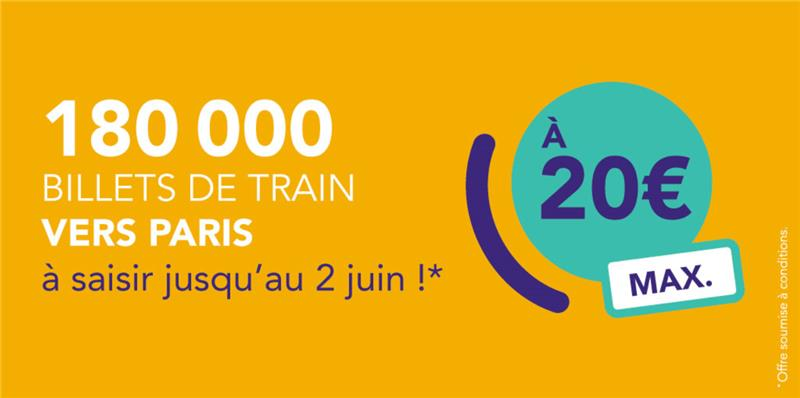 180 000
BILLETS DE TRAIN
VERS PARIS
à saisir jusqu'au 2 juin !*
À
20€
MAX.
*Offre soumise à conditions.